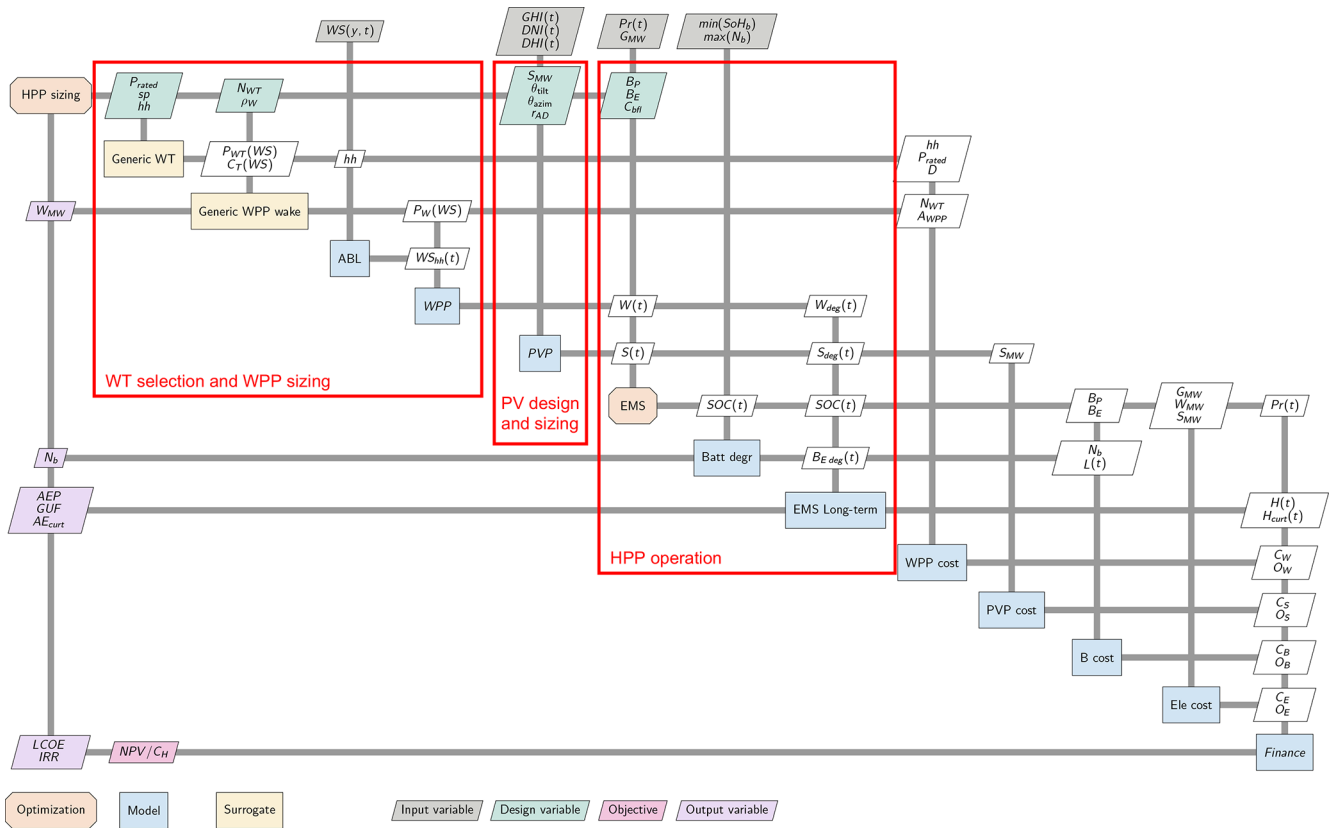 GHI(t)
DNI(t)
DHI(t)
WS(y, t)
Pr(t)
G_MW
min(SoH_b)
max(N_b)
HPP sizing
P_rated
sp
hh
N_WT
ρ_W
S_MW
θ_tilt
θ_azim
r_AD
B_P
B_E
C_bfl
Generic WT
P_WT(WS)
C_T(WS)
hh
hh
P_rated
D
W_MW
Generic WPP wake
P_W(WS)
N_WT
A_WPP
ABL
WS_hh(t)
WPP
W(t)
W_deg(t)
PVP
S(t)
S_deg(t)
S_MW
WT selection and WPP sizing
PV design
and sizing
EMS
SOC(t)
SOC(t)
B_P
B_E
G_MW
W_MW
S_MW
Pr(t)
N_b
Batt degr
B_E deg(t)
N_b
L(t)
AEP
GUF
AE_curt
EMS Long-term
H(t)
H_curt(t)
HPP operation
WPP cost
C_W
O_W
PVP cost
C_S
O_S
B cost
C_B
O_B
Ele cost
C_E
O_E
LCOE
IRR
NPV/C_H
Finance
Optimization
Model
Surrogate
Input variable
Design variable
Objective
Output variable